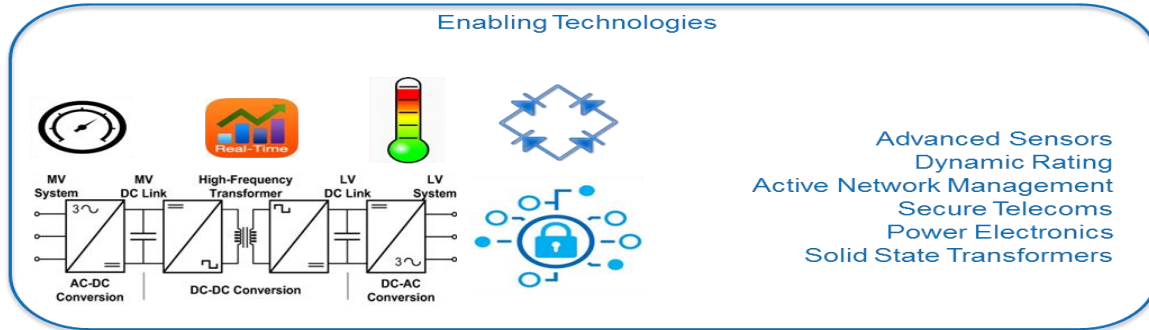 Enabling Technologies
Real-Time
MV
System
MV
DC Link
High-Frequency
Transformer
LV
DC Link
LV
System
3
3
AC-DC
Conversion
DC-DC Conversion
DC-AC
Conversion
Advanced Sensors
Dynamic Rating
Active Network Management
Secure Telecoms
Power Electronics
Solid State Transformers